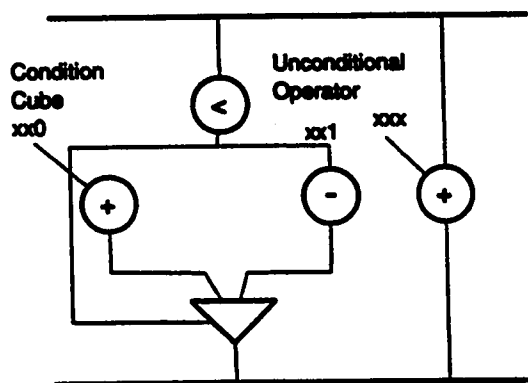 Condition
Cube
xx0
Unconditional
Operator
xx1
xxx
<
+
-
+